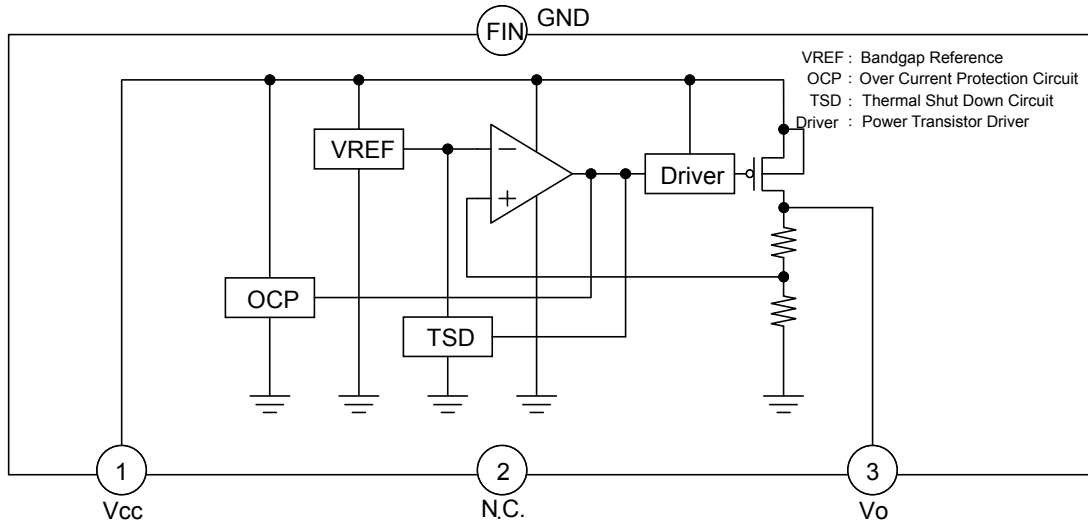 FIN GND
VREF : Bandgap Reference
OCP : Over Current Protection Circuit
TSD : Thermal Shut Down Circuit
Driver : Power Transistor Driver
VREF
−
+
Driver
OCP
TSD
1
Vcc
2
N.C.
3
Vo